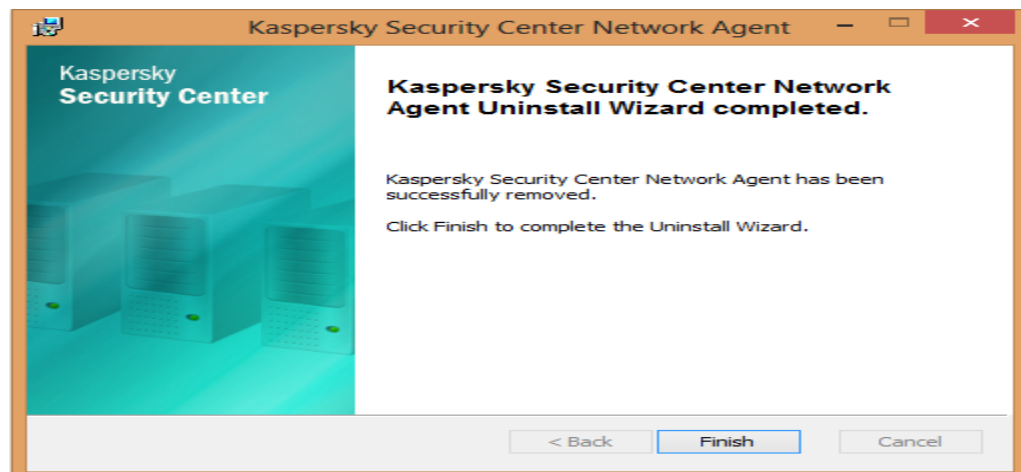 Kaspersky Security Center Network Agent
Kaspersky
Security Center
Kaspersky Security Center Network
Agent Uninstall Wizard completed.
Kaspersky Security Center Network Agent has been
successfully removed.
Click Finish to complete the Uninstall Wizard.
< Back
Finish
Cancel